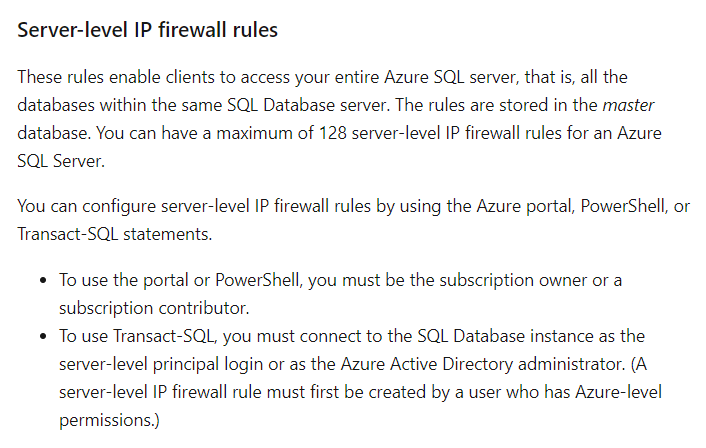 Server-level IP firewall rules
These rules enable clients to access your entire Azure SQL server, that is, all the
databases within the same SQL Database server. The rules are stored in the master
database. You can have a maximum of 128 server-level IP firewall rules for an Azure
SQL Server.
You can configure server-level IP firewall rules by using the Azure portal, PowerShell, or
Transact-SQL statements.
• To use the portal or PowerShell, you must be the subscription owner or a
subscription contributor.
• To use Transact-SQL, you must connect to the SQL Database instance as the
server-level principal login or as the Azure Active Directory administrator. (A
server-level IP firewall rule must first be created by a user who has Azure-level
permissions.)